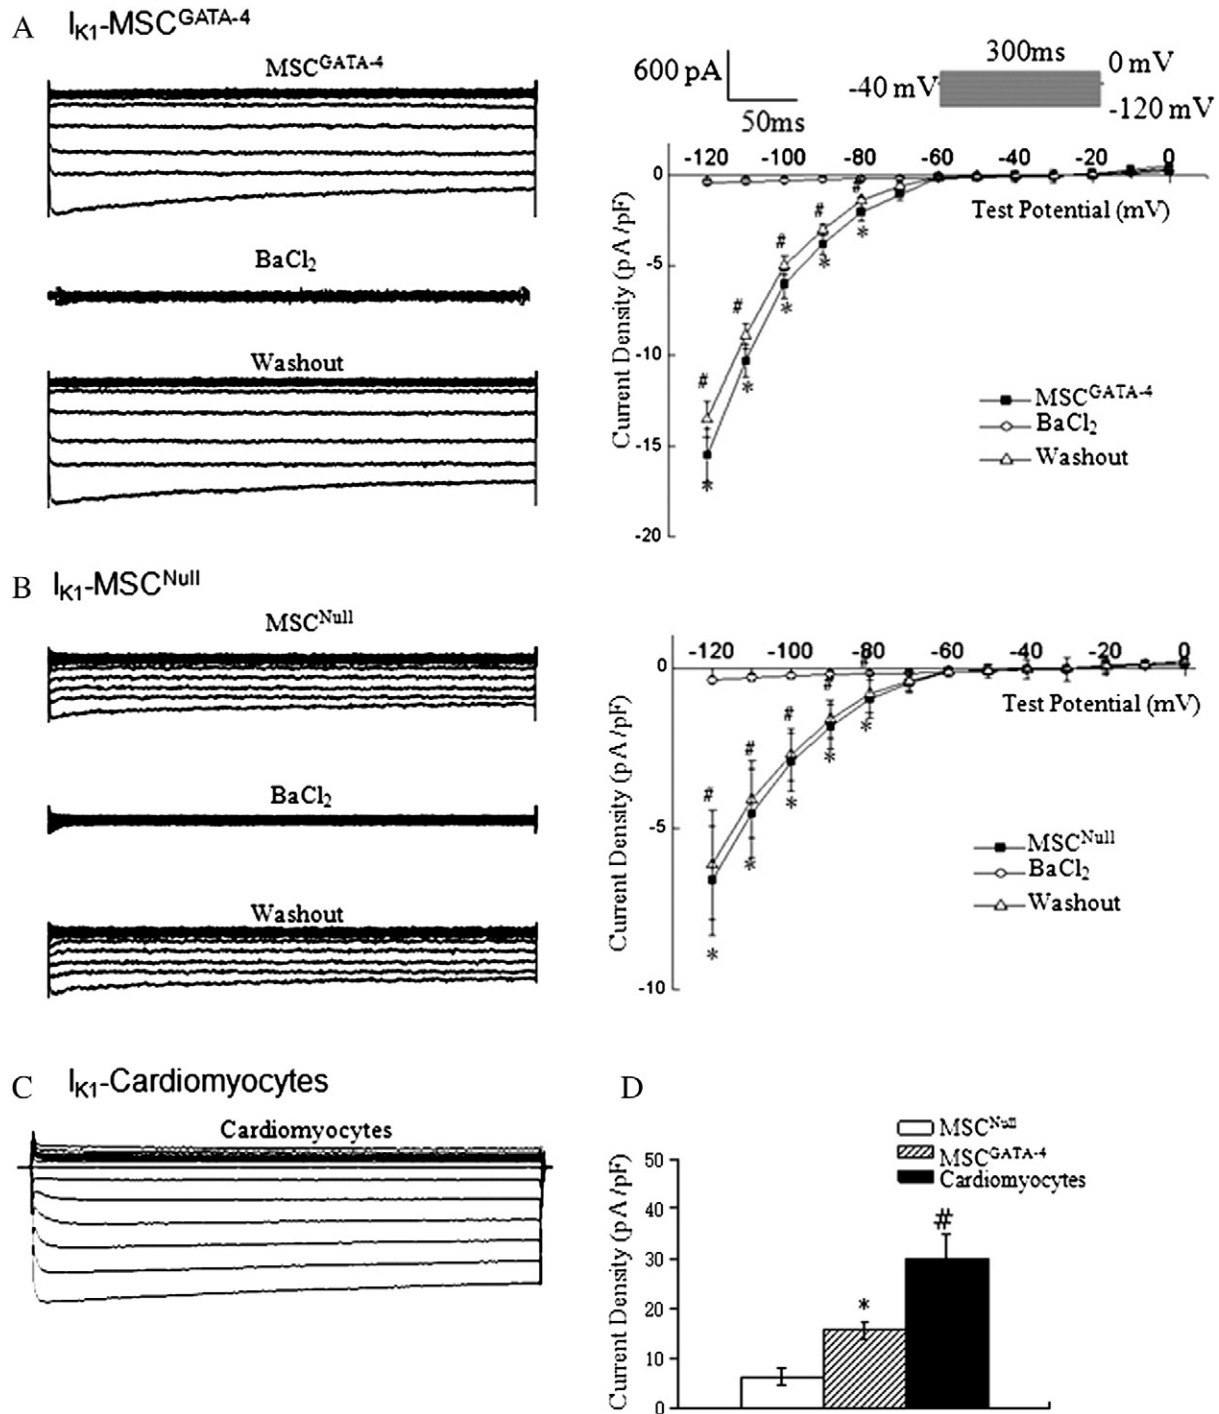 A I_K1-MSC^GATA-4
MSC^GATA-4
BaCl₂
Washout
600 pA
50ms
300ms
-40 mV
0 mV
-120 mV
-120 -100 -80 -60 -40 -20 0
Test Potential (mV)
Current Density (pA/pF)
0
-5
-10
-15
-20
# # # # #
* * * * *
MSC^GATA-4
BaCl₂
Washout
B I_K1-MSC^Null
MSC^Null
BaCl₂
Washout
-120 -100 -80 -60 -40 -20 0
Test Potential (mV)
Current Density (pA/pF)
0
-5
-10
# # # # #
* * * * *
MSC^Null
BaCl₂
Washout
C I_K1-Cardiomyocytes
Cardiomyocytes
D
MSC^Null
MSC^GATA-4
Cardiomyocytes
Current Density (pA/pF)
50
40
30
20
10
0
*
#